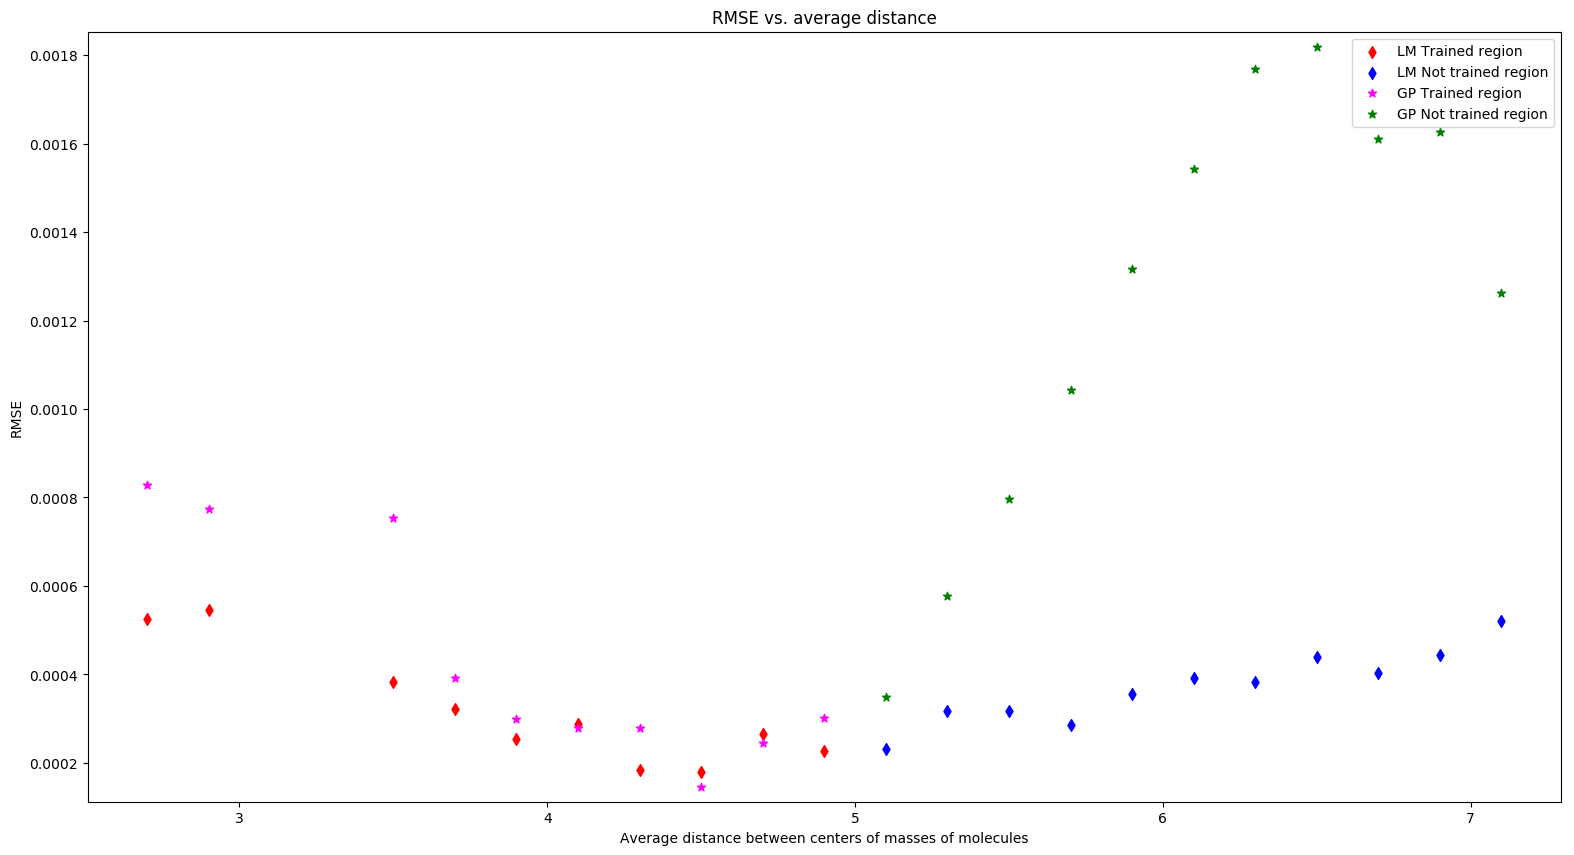 RMSE vs. average distance
0.0018
0.0016
0.0014
0.0012
0.0010
0.0008
0.0006
0.0004
0.0002
RMSE
LM Trained region
LM Not trained region
GP Trained region
GP Not trained region
3
4
5
6
7
Average distance between centers of masses of molecules